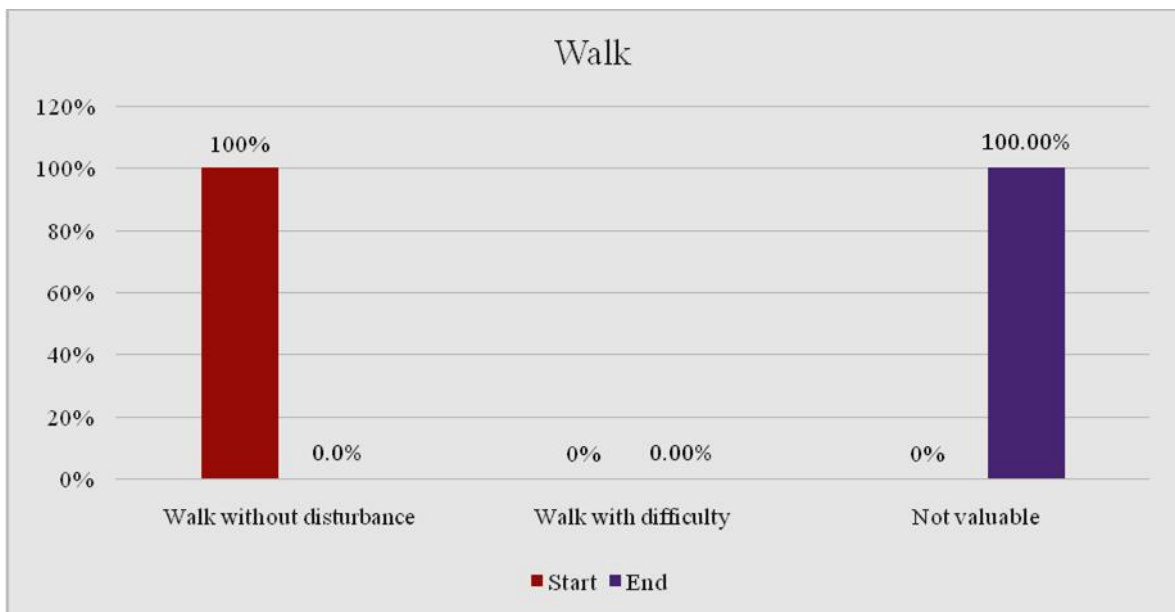 Walk
120%
100%
80%
60%
40%
20%
0%
100%
0.0%
0%
0.00%
0%
100.00%
Walk without disturbance
Walk with difficulty
Not valuable
Start
End